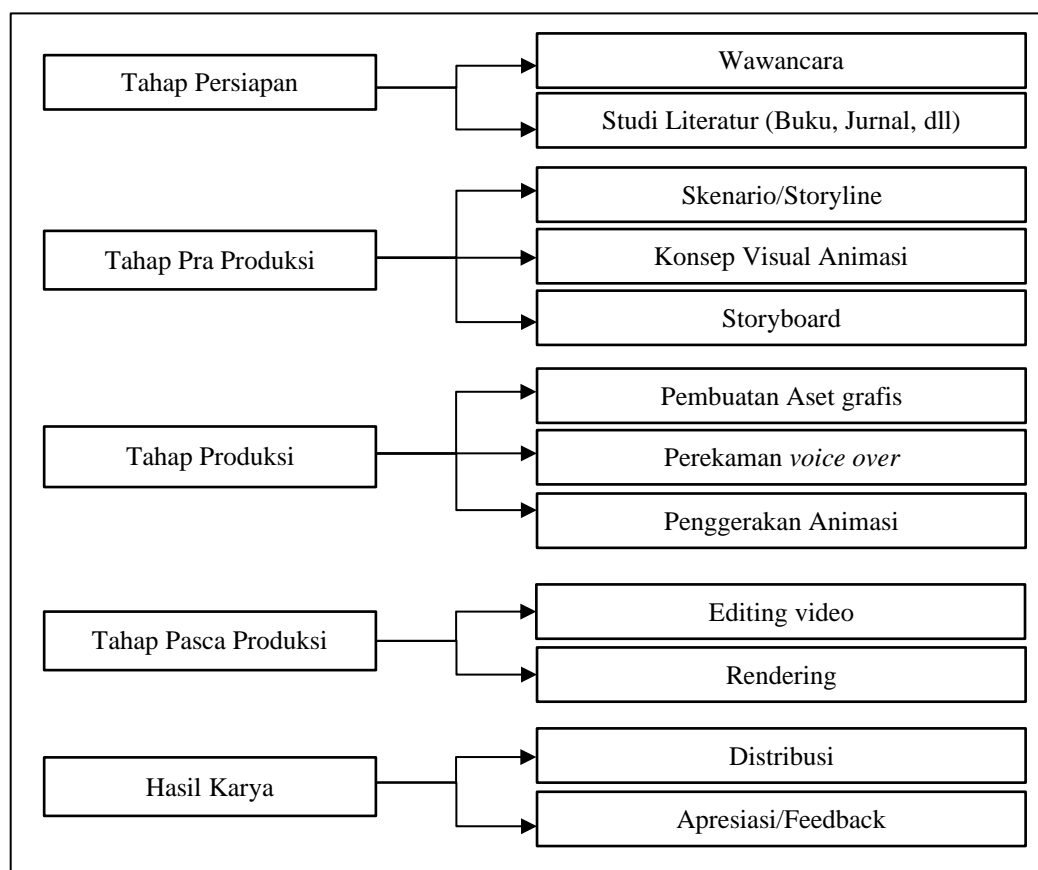 Tahap Persiapan
Wawancara
Studi Literatur (Buku, Jurnal, dll)
Tahap Pra Produksi
Skenario/Storyline
Konsep Visual Animasi
Storyboard
Tahap Produksi
Pembuatan Aset grafis
Perekaman voice over
Penggerakan Animasi
Tahap Pasca Produksi
Editing video
Rendering
Hasil Karya
Distribusi
Apresiasi/Feedback